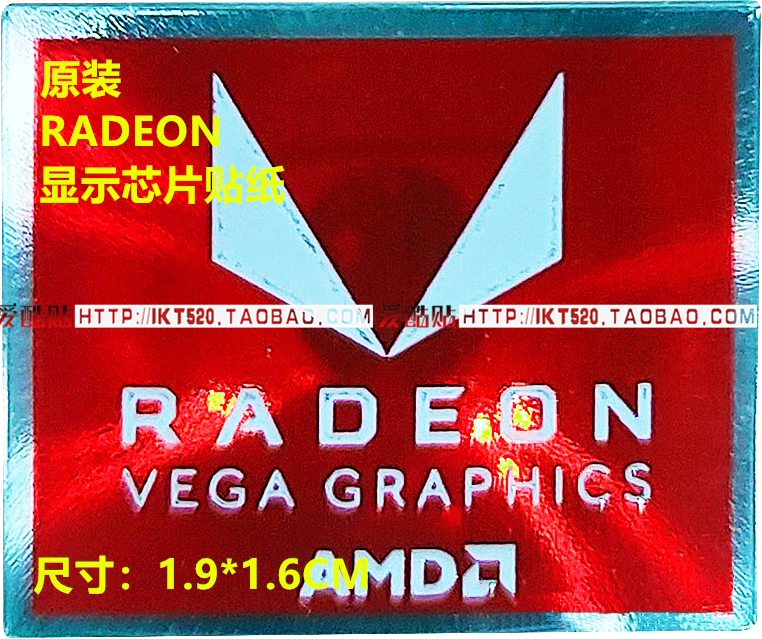 原装
RADEON
显示芯片贴纸
爱酷贴 HTTP://IKT520.TAOBAO.COM 爱酷贴 HTTP://IKT520.TAOBAO.COM
RADEON
VEGA GRAPHICS
AMD
尺寸：1.9*1.6CM